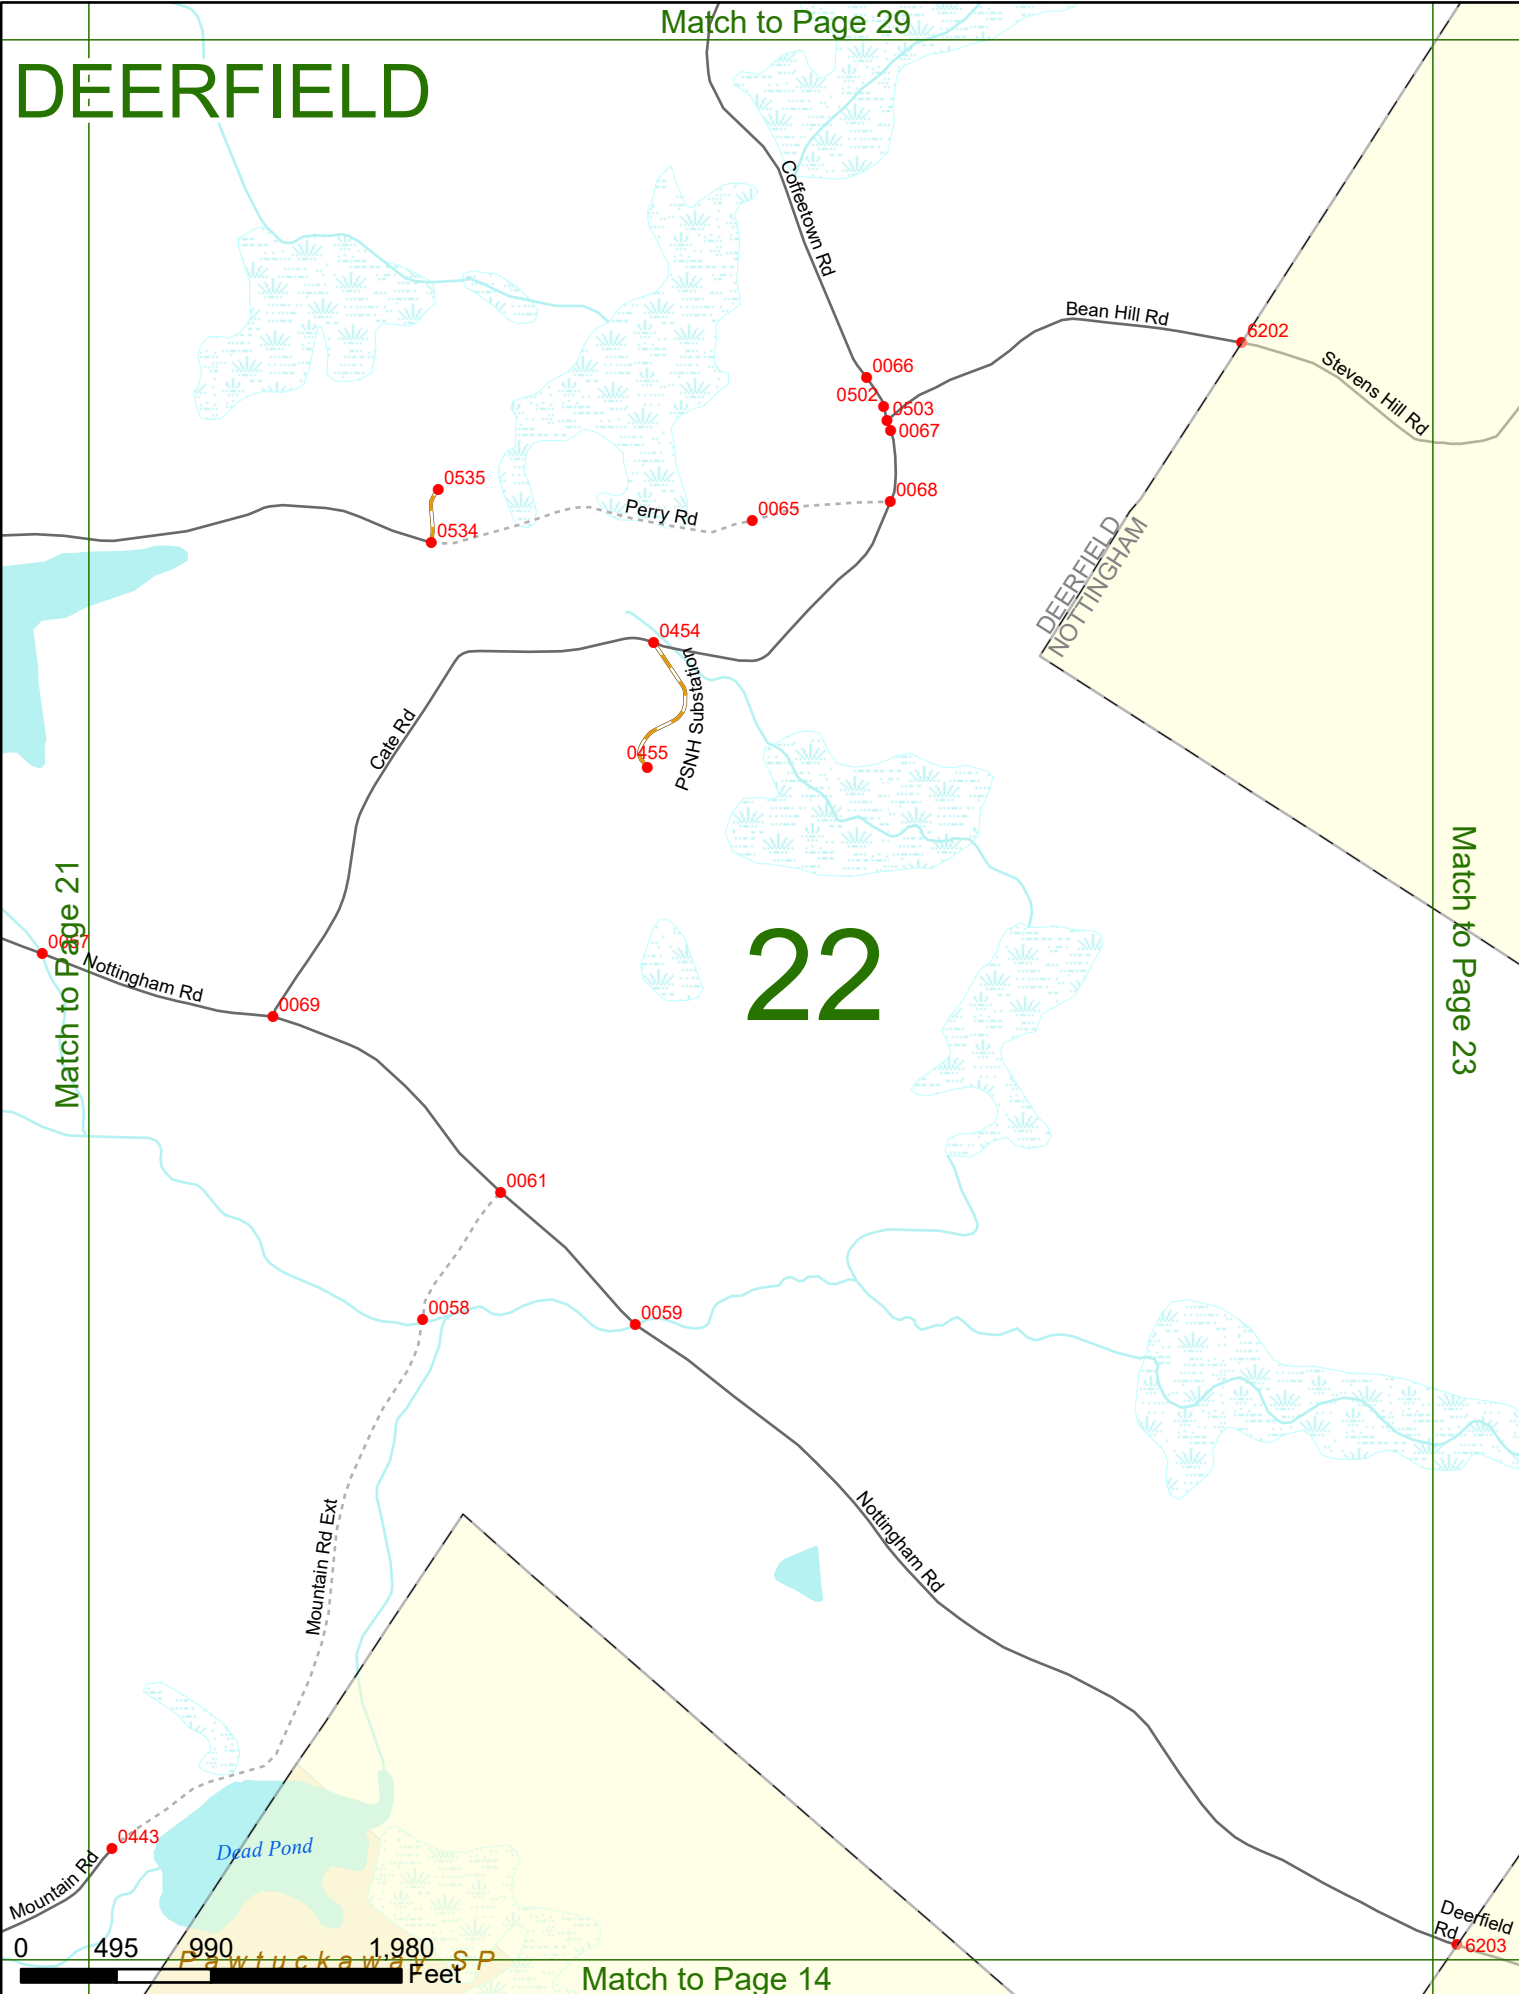 Match to Page 29
DEERFIELD
Coffeetown Rd
Bean Hill Rd
6202
Stevens Hill Rd
0066
0502
0503
0067
0535
0068
0534
Perry Rd
0065
DEERFIELD
NOTTINGHAM
0454
PSNH Substation
0455
Cate Rd
Match to Page 21
Match to Page 23
22
0057
Nottingham Rd
0069
0061
0058
0059
Nottingham Rd
Mountain Rd Ext
0443
Dead Pond
Mountain Rd
Deerfield
Rd
6203
0 495 990 1,980
Feet
Pawtuckaway SP
Match to Page 14